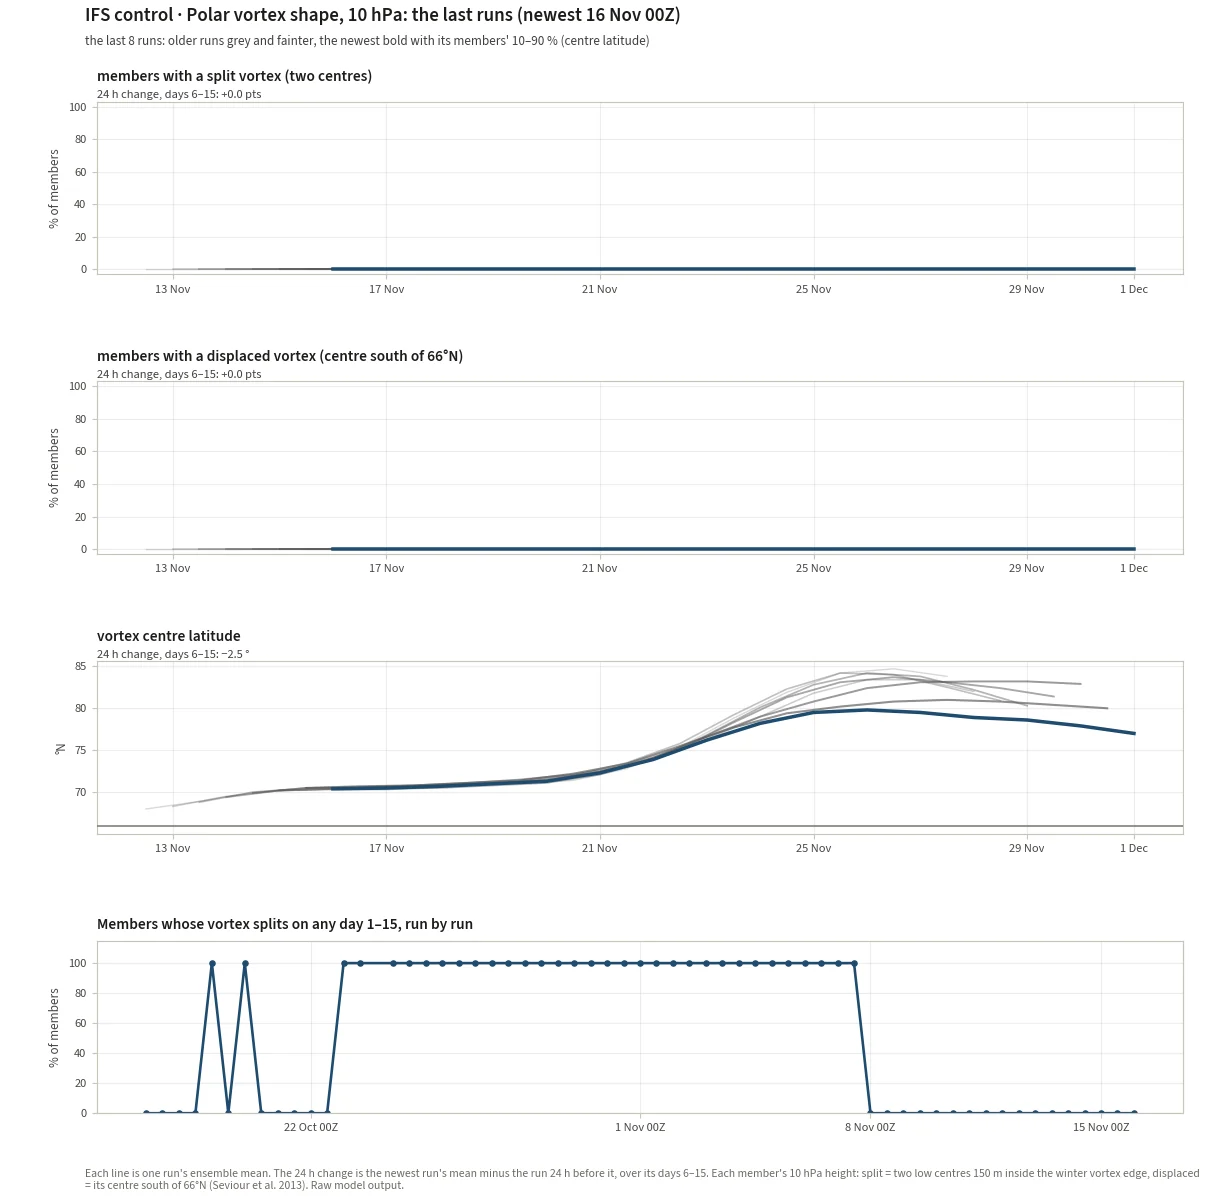 IFS control · Polar vortex shape, 10 hPa: the last runs (newest 16 Nov 00Z)
the last 8 runs: older runs grey and fainter, the newest bold with its members' 10–90 % (centre latitude)
members with a split vortex (two centres)
24 h change, days 6–15: +0.0 pts
100
80
60
40
20
0
% of members
13 Nov 17 Nov 21 Nov 25 Nov 29 Nov 1 Dec
members with a displaced vortex (centre south of 66°N)
24 h change, days 6–15: +0.0 pts
100
80
60
40
20
0
% of members
13 Nov 17 Nov 21 Nov 25 Nov 29 Nov 1 Dec
vortex centre latitude
24 h change, days 6–15: −2.5 °
85
80
75
70
°N
13 Nov 17 Nov 21 Nov 25 Nov 29 Nov 1 Dec
Members whose vortex splits on any day 1–15, run by run
100
80
60
40
20
0
% of members
22 Oct 00Z 1 Nov 00Z 8 Nov 00Z 15 Nov 00Z
Each line is one run's ensemble mean. The 24 h change is the newest run's mean minus the run 24 h before it, over its days 6–15. Each member's 10 hPa height: split = two low centres 150 m inside the winter vortex edge, displaced
= its centre south of 66°N (Seviour et al. 2013). Raw model output.